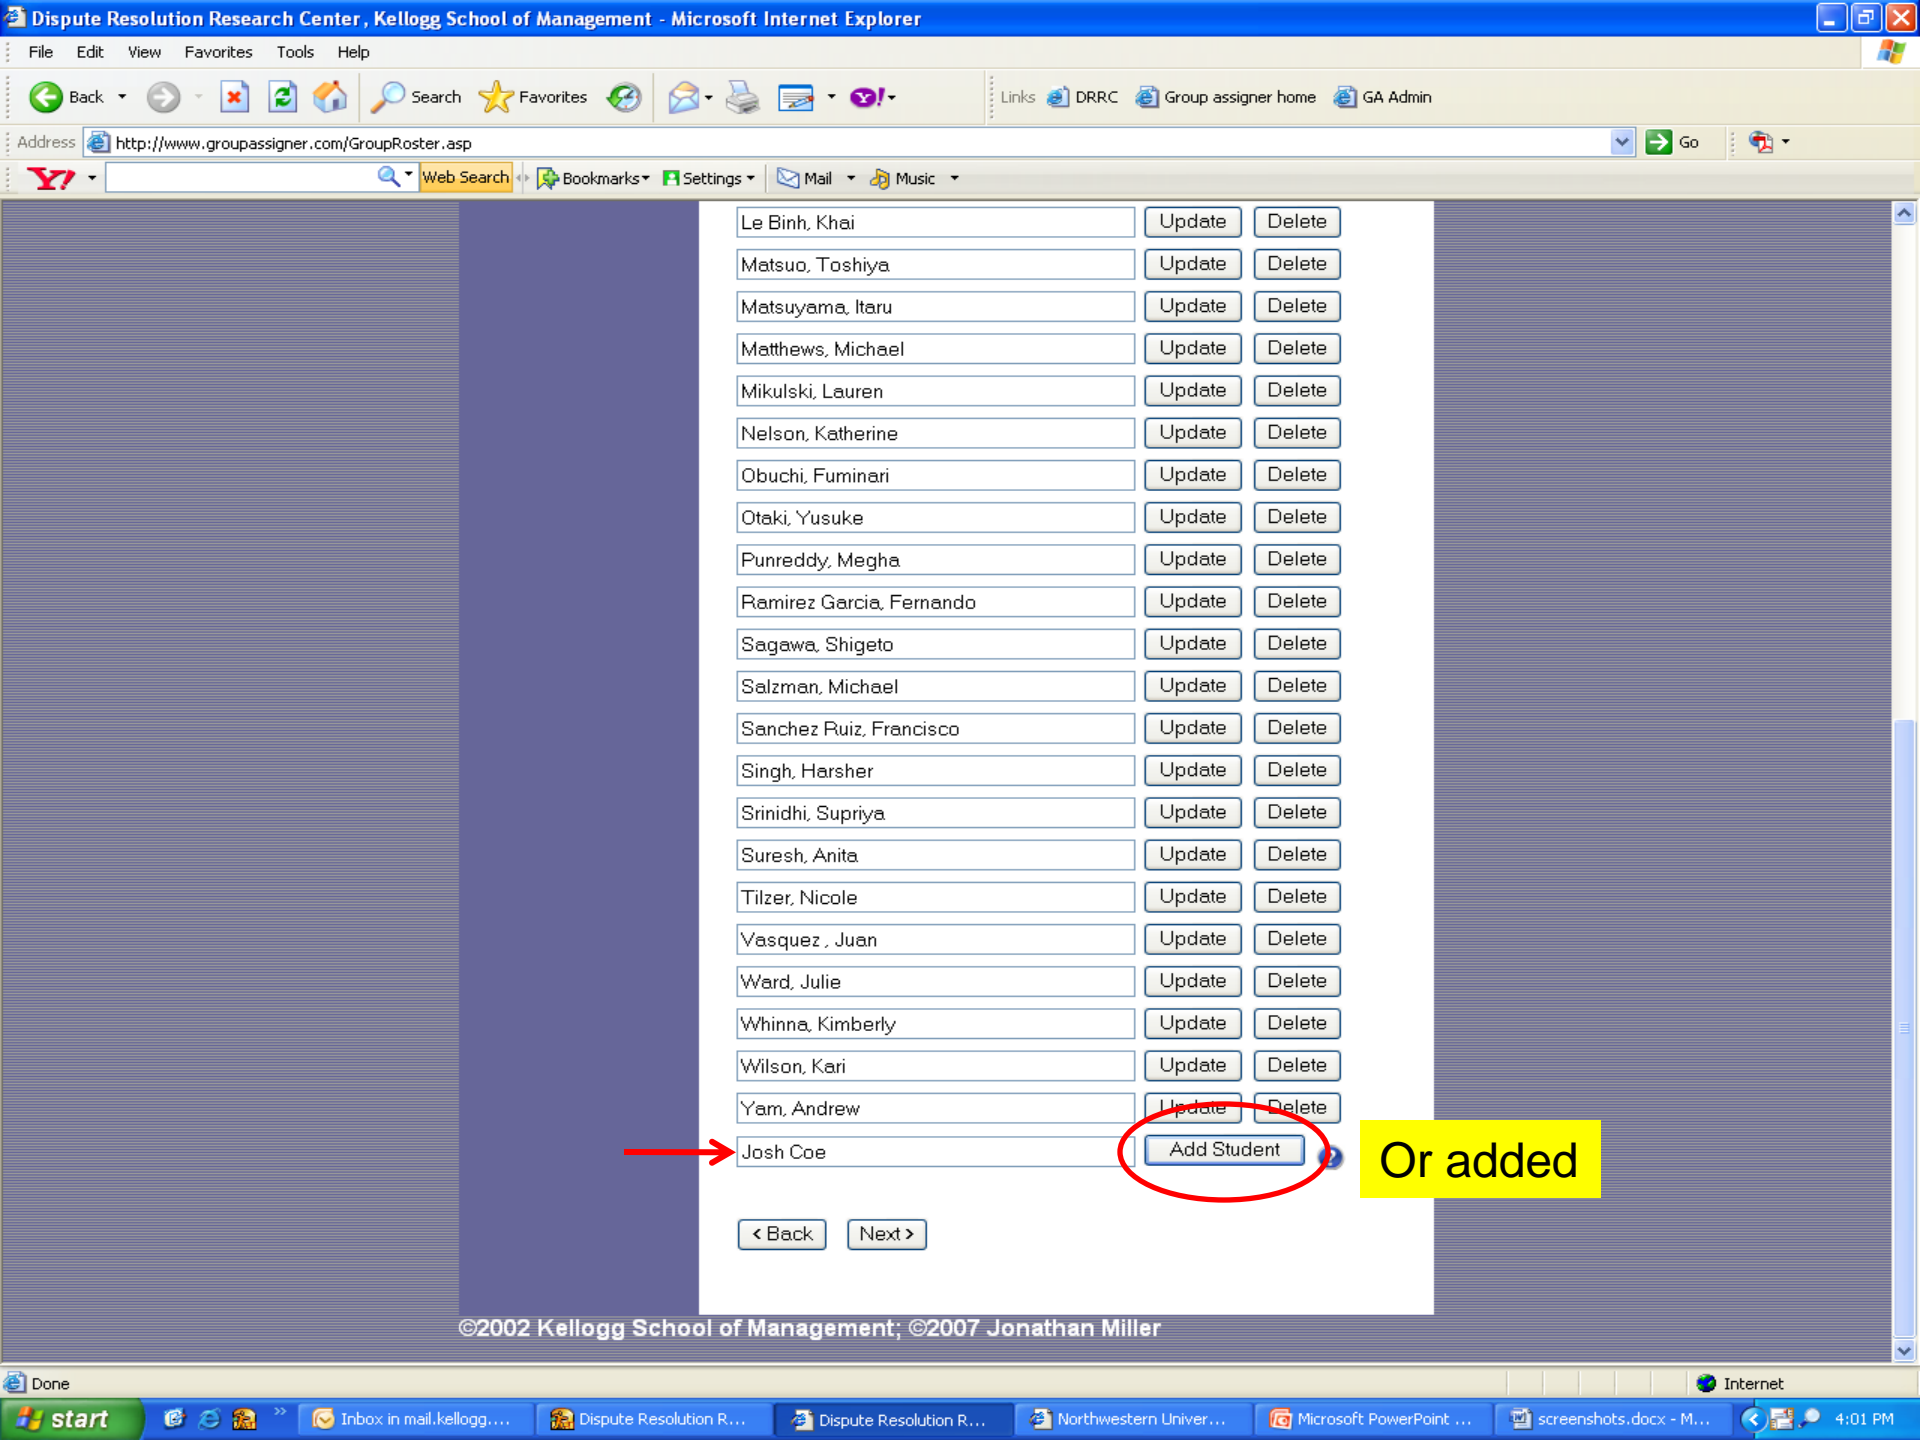 Dispute Resolution Research Center, Kellogg School of Management - Microsoft Internet Explorer
File Edit View Favorites Tools Help
Back Search Favorites Links DRRC Group assigner home GA Admin
Address http://www.groupassigner.com/GroupRoster.asp Go
Y! Web Search Bookmarks Settings Mail Music
Le Binh, Khai Update Delete
Matsuo, Toshiya Update Delete
Matsuyama, Itaru Update Delete
Matthews, Michael Update Delete
Mikulski, Lauren Update Delete
Nelson, Katherine Update Delete
Obuchi, Fuminari Update Delete
Otaki, Yusuke Update Delete
Punreddy, Megha Update Delete
Ramirez Garcia, Fernando Update Delete
Sagawa, Shigeto Update Delete
Salzman, Michael Update Delete
Sanchez Ruiz, Francisco Update Delete
Singh, Harsher Update Delete
Srinidhi, Supriya Update Delete
Suresh, Anita Update Delete
Tilzer, Nicole Update Delete
Vasquez , Juan Update Delete
Ward, Julie Update Delete
Whinna, Kimberly Update Delete
Wilson, Kari Update Delete
Yam, Andrew Update Delete
Josh Coe Add Student ? Or added
< Back Next >
©2002 Kellogg School of Management; ©2007 Jonathan Miller
Done Internet
start Inbox in mail.kellogg.... Dispute Resolution R... Dispute Resolution R... Northwestern Univer... Microsoft PowerPoint ... screenshots.docx - M... 4:01 PM